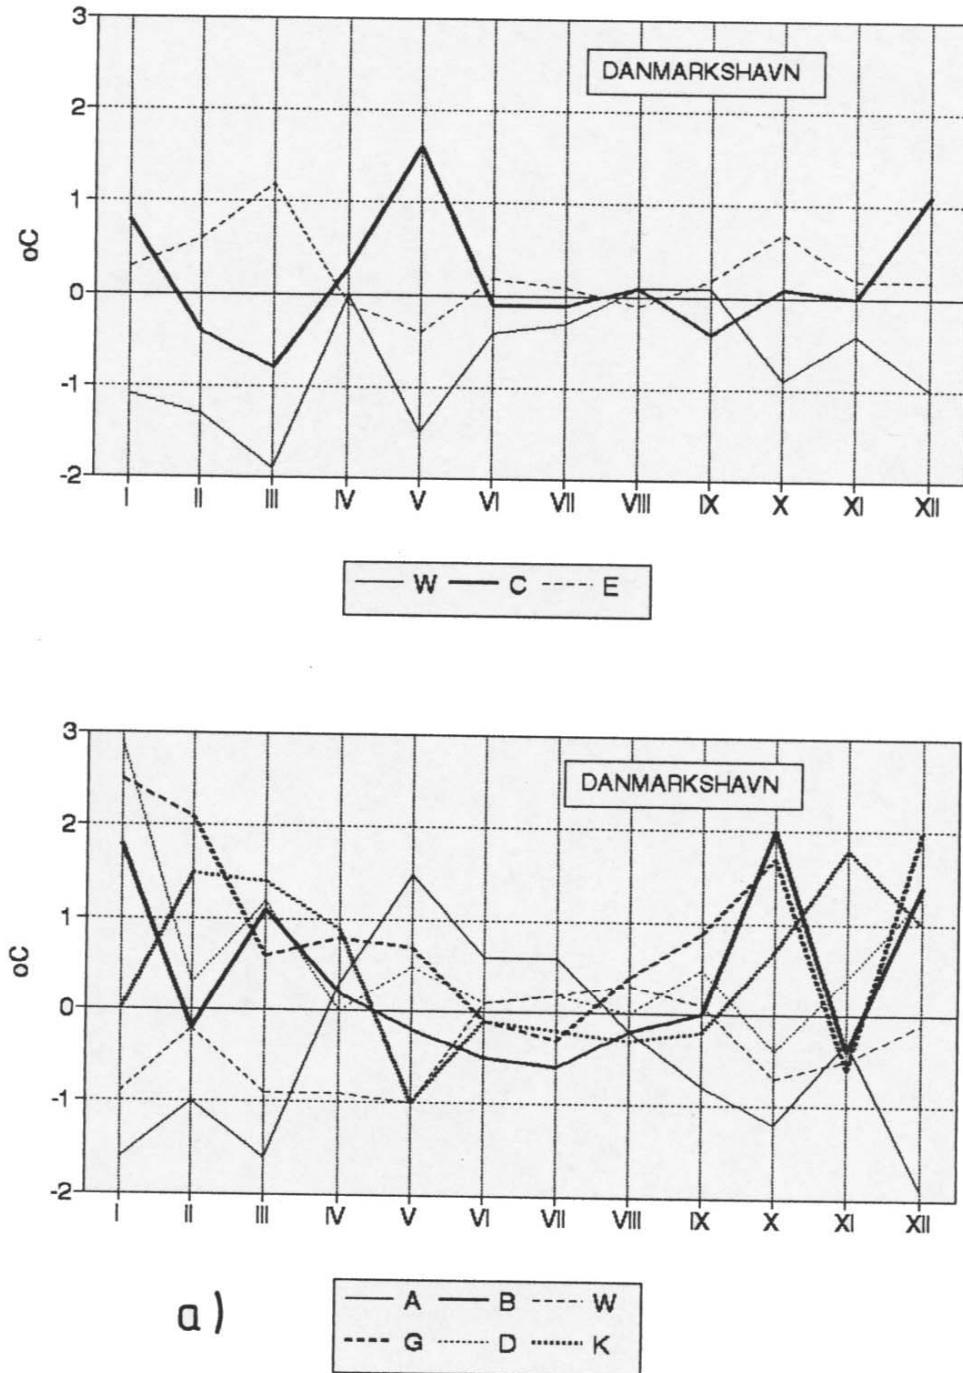 3
DANMARKSHAVN
2
1
oC
0
-1
-2
I II III IV V VI VII VIII IX X XI XII
W C E
3
DANMARKSHAVN
2
1
oC
0
-1
-2
I II III IV V VI VII VIII IX X XI XII
A B W
G D K
a)